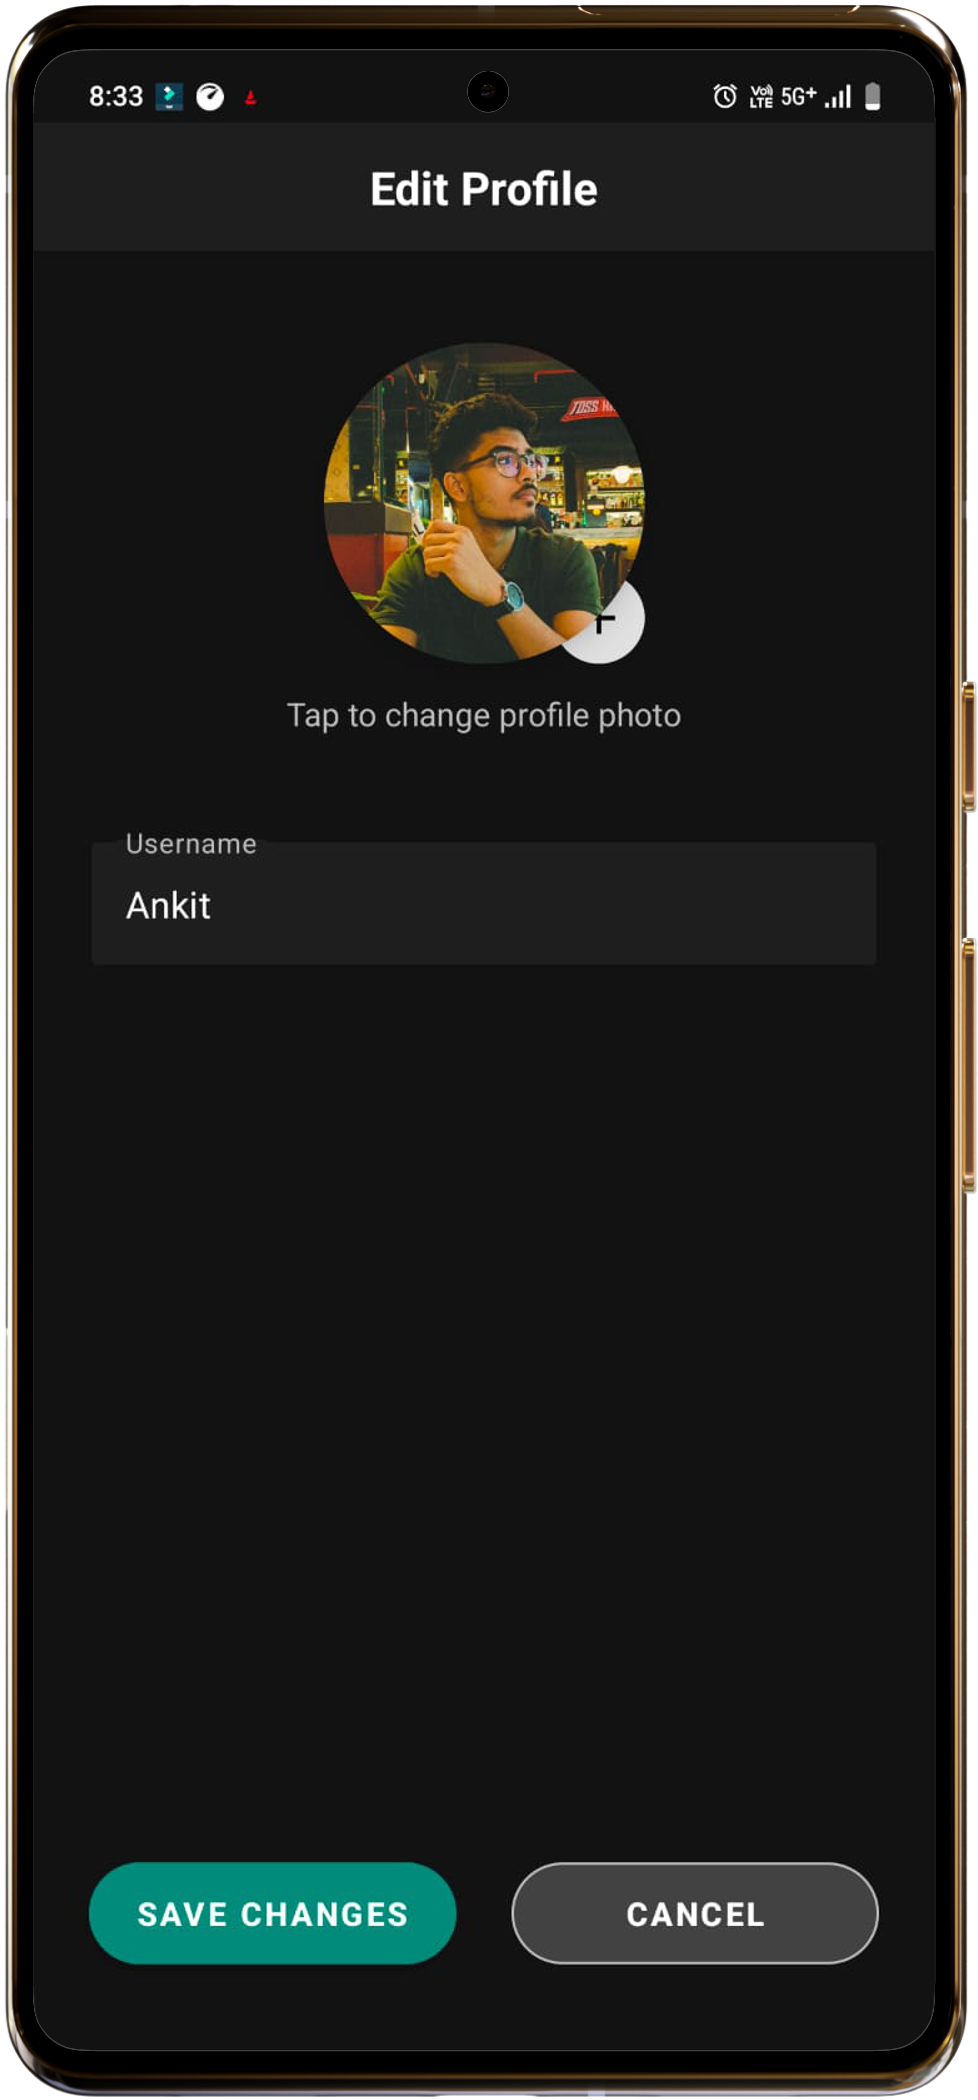 8:33 Vo) LTE 5G+
Edit Profile
TOSS
Tap to change profile photo
Username
Ankit
SAVE CHANGES
CANCEL